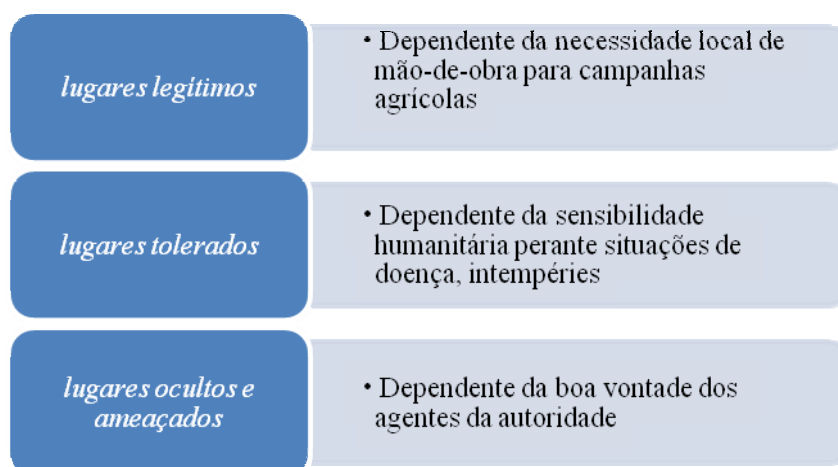 lugares legítimos
• Dependente da necessidade local de
mão-de-obra para campanhas
agrícolas
lugares tolerados
• Dependente da sensibilidade
humanitária perante situações de
doença, intempéries
lugares ocultos e
ameaçados
• Dependente da boa vontade dos
agentes da autoridade